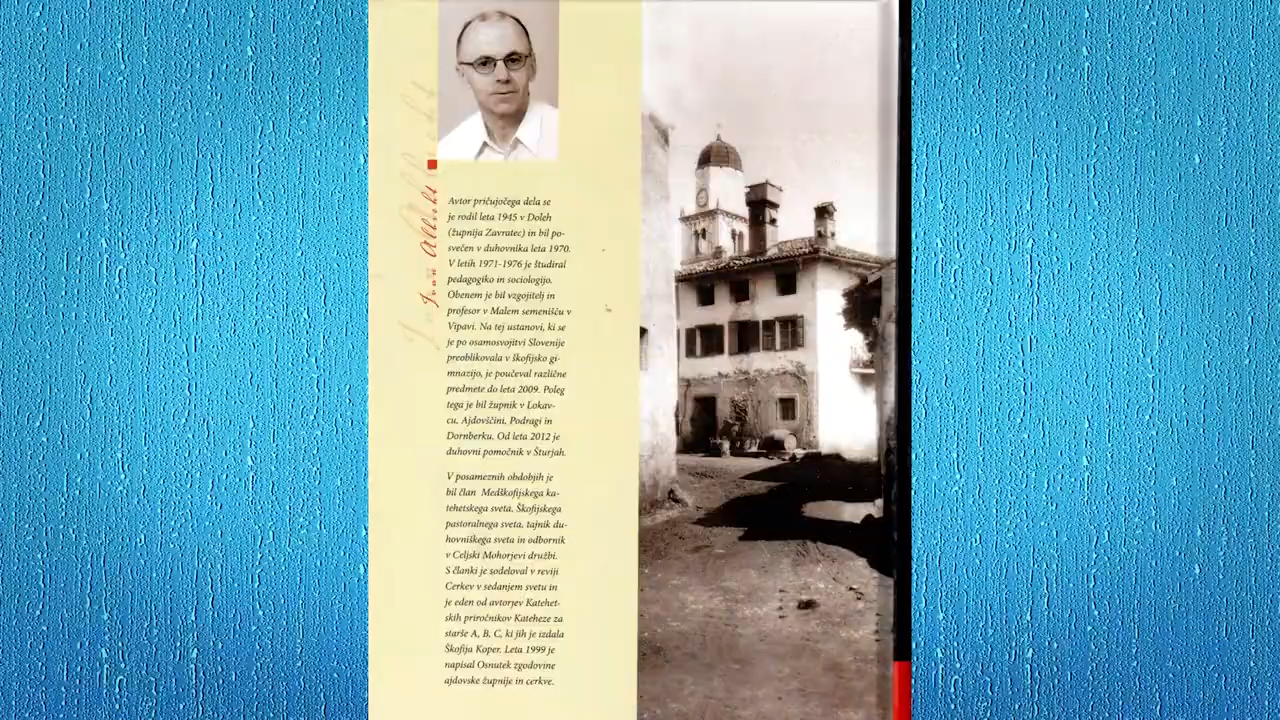 Ivan Albreht
Avtor pričujočega dela se
je rodil leta 1945 v Doleh
(župnija Zavratec) in bil po-
svečen v duhovnika leta 1970.
V letih 1971-1976 je študiral
pedagogiko in sociologijo.
Obenem je bil vzgojitelj in
profesor v Malem semenišču v
Vipavi. Na tej ustanovi, ki se
je po osamosvojitvi Slovenije
preoblikovala v škofijsko gi-
mnazijo, je poučeval različne
predmete do leta 2009. Poleg
tega je bil župnik v Lokav-
cu, Ajdovščini, Podragi in
Dornberku. Od leta 2012 je
duhovni pomočnik v Šturjah.
V posameznih obdobjih je
bil član Medškofijskega ka-
tehetskega sveta, Škofijskega
pastoralnega sveta, tajnik du-
hovniškega sveta in odbornik
v Celjski Mohorjevi družbi.
S članki je sodeloval v reviji
Cerkev v sedanjem svetu in
je eden od avtorjev Katehet-
skih priročnikov Kateheze za
starše A, B, C, ki jih je izdala
Škofija Koper. Leta 1999 je
napisal Osnutek zgodovine
ajdovske župnije in cerkve.